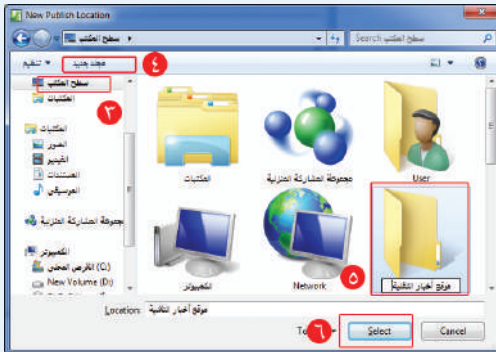 New Publish Location
سطح المكتب
Search سطح المكتب
تنظيم
مجلد جديد
٤
سطح المكتب
٣
المكتبات
المكتبات
الصور
الفيديو
المستندات
الموسيقى
مجموعة المشاركة المنزلية
الكمبيوتر
القرص المحلي (C:)
New Volume (D:)
المكتبات
مجموعة المشاركة المنزلية
User
الكمبيوتر
Network
٥
موقع أخبار التقنية
Location: موقع أخبار التقنية
٦
Select
Cancel